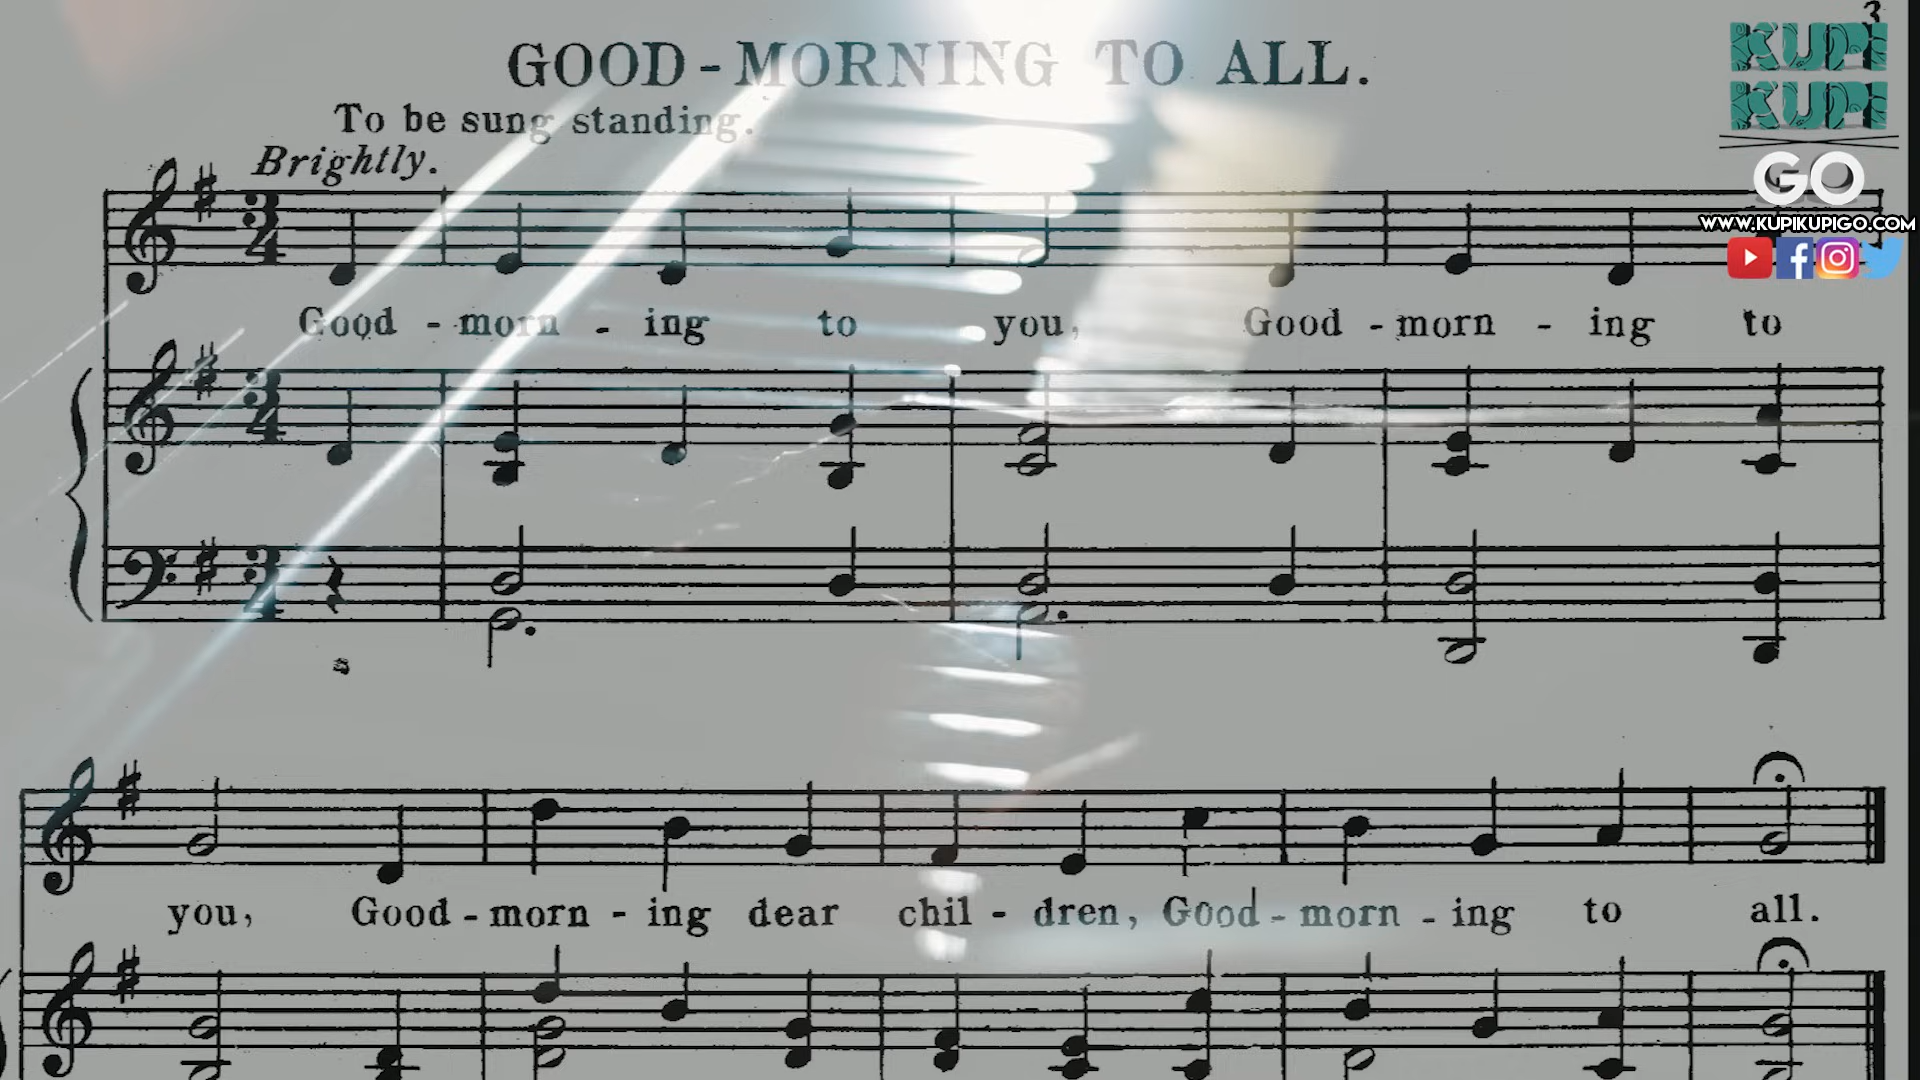 3
KUPI
KUPI
GO
WWW.KUPIKUPIGO.COM
GOOD-MORNING TO ALL.
To be sung standing.
Brightly.
Good - morn - ing to you, Good - morn - ing to
you, Good - morn - ing dear chil - dren, Good - morn - ing to all.